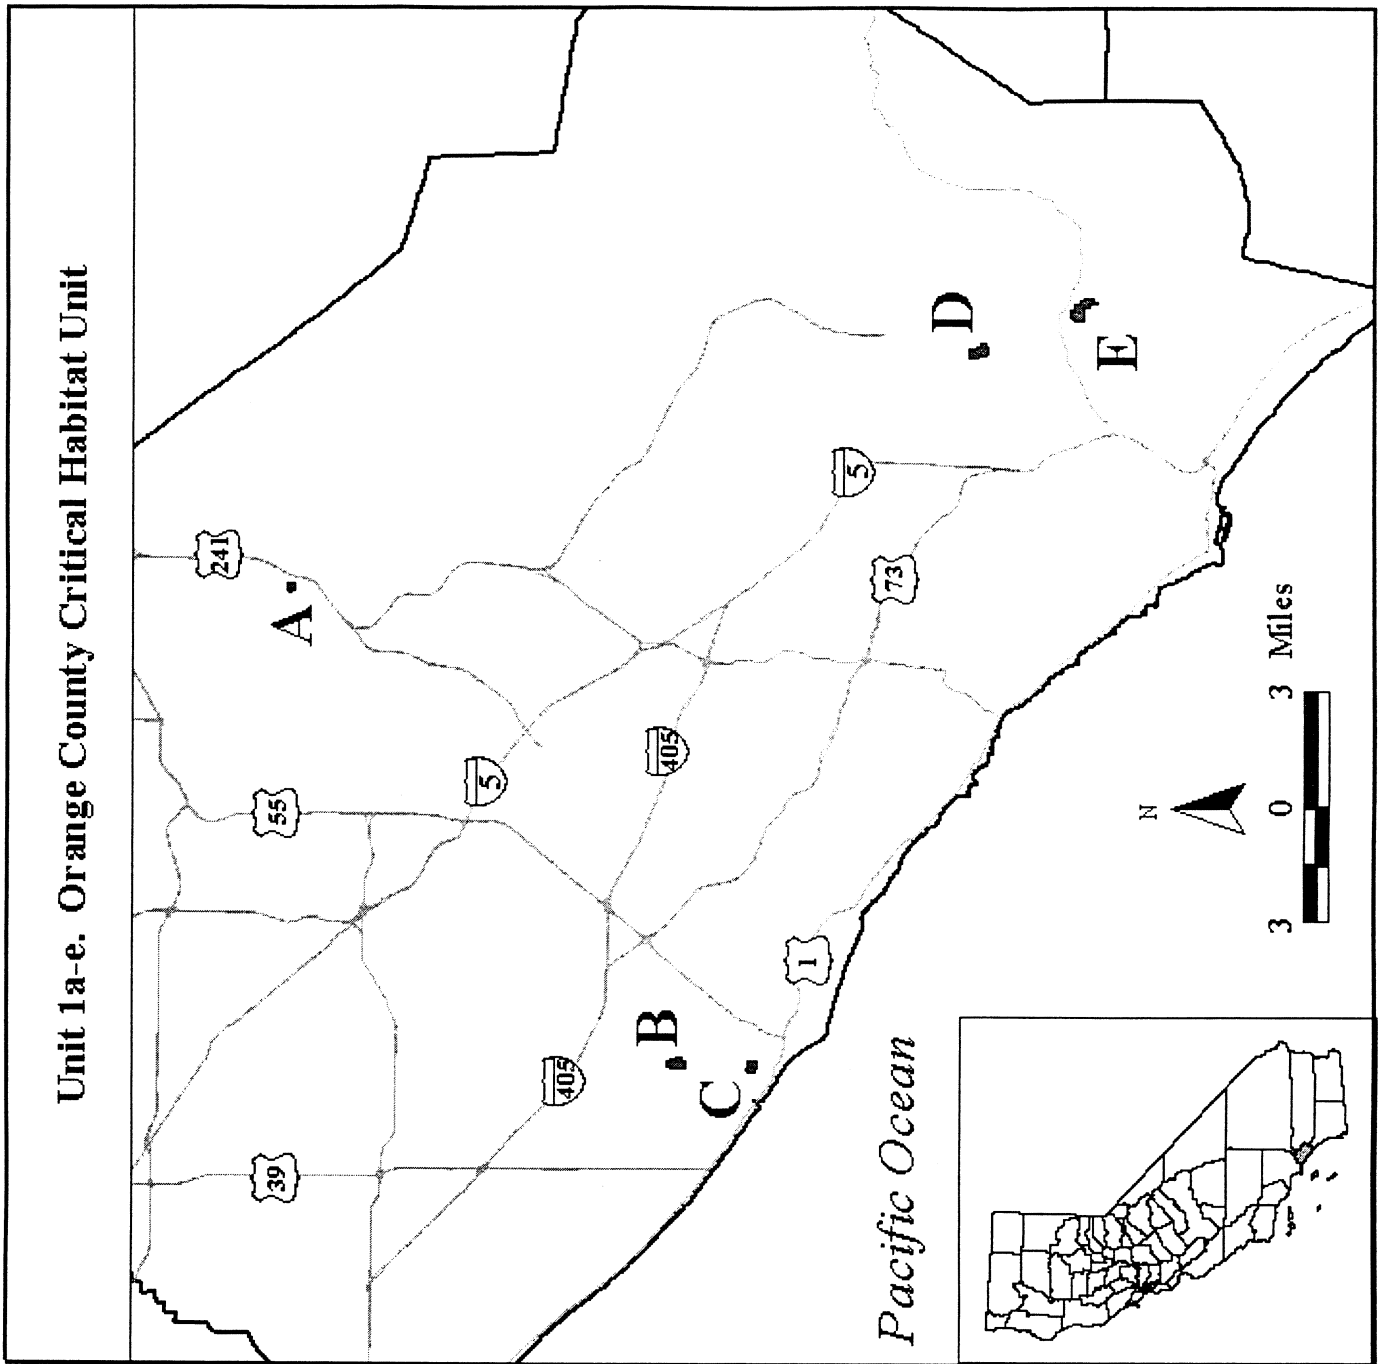 Unit 1a-e. Orange County Critical Habitat Unit
241
A
55
5
39
405
405
5
73
B
C
D
E
1
Pacific Ocean
N
3 0 3 Miles